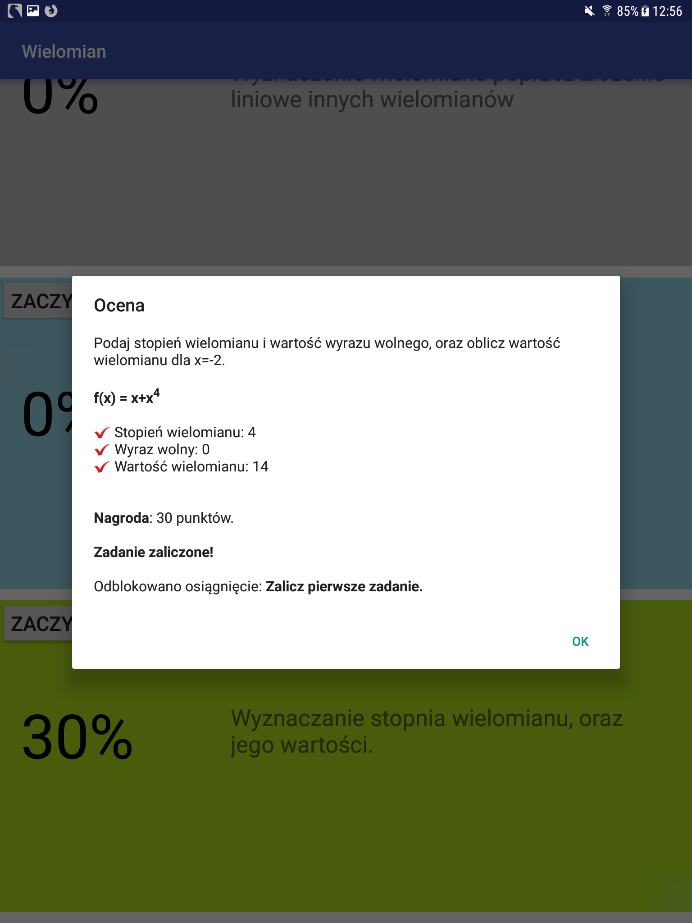 85% 12:56
Wielomian
0%
liniowe innych wielomianów
ZACZY
0%
Ocena
Podaj stopień wielomianu i wartość wyrazu wolnego, oraz oblicz wartość
wielomianu dla x=-2.
f(x) = x+x⁴
Stopień wielomianu: 4
Wyraz wolny: 0
Wartość wielomianu: 14
Nagroda: 30 punktów.
Zadanie zaliczone!
Odblokowano osiągnięcie: Zalicz pierwsze zadanie.
OK
ZACZY
30%
Wyznaczanie stopnia wielomianu, oraz
jego wartości.